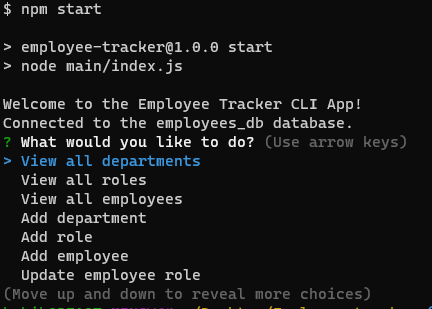 $ npm start
> employee-tracker@1.0.0 start
> node main/index.js
Welcome to the Employee Tracker CLI App!
Connected to the employees_db database.
? What would you like to do? (Use arrow keys)
> View all departments
View all roles
View all employees
Add department
Add role
Add employee
Update employee role
(Move up and down to reveal more choices)